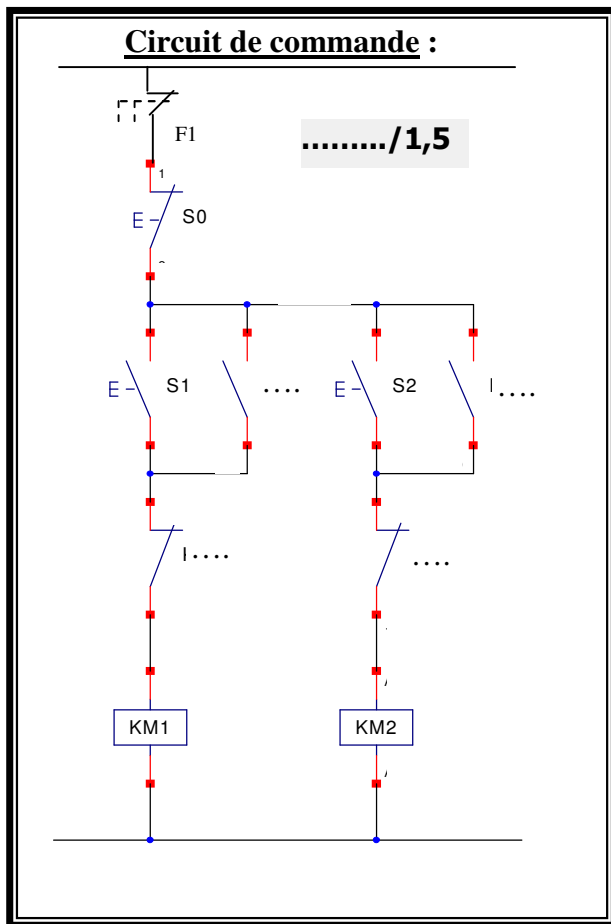 Circuit de commande :
F1
........../1,5
1
S0
S1
....
S2
....
....
....
KM1
KM2